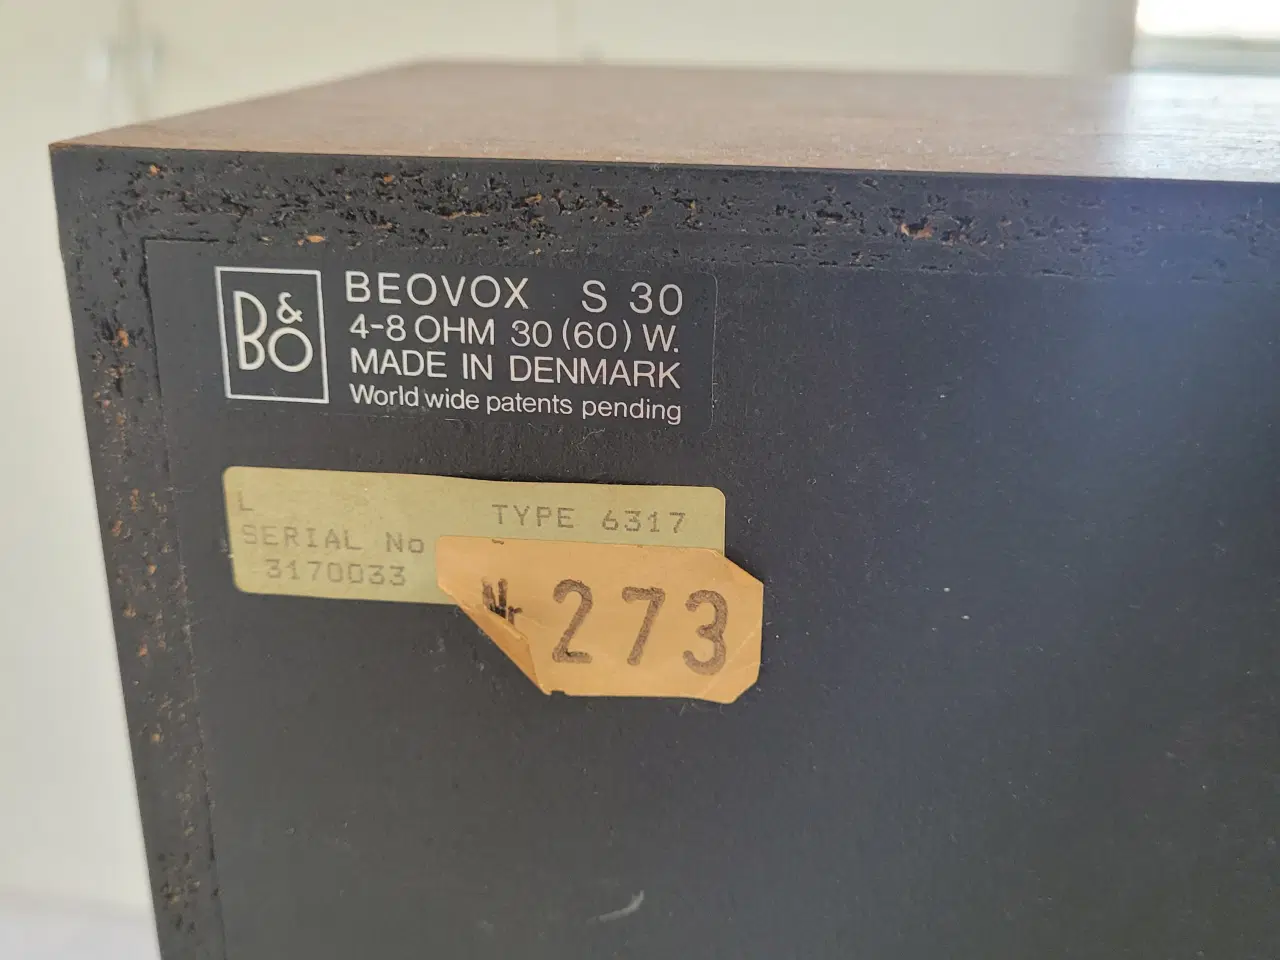 B&O
BEOVOX S 30
4-8 OHM 30 (60) W.
MADE IN DENMARK
World wide patents pending
L TYPE 6317
SERIAL No
3170033
Nr 273